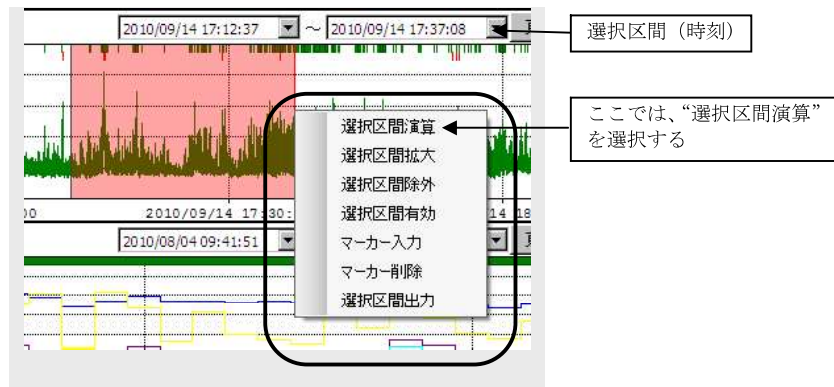 2010/09/14 17:12:37 ～ 2010/09/14 17:37:08
選択区間（時刻）
ここでは、“選択区間演算”
を選択する
選択区間演算
選択区間拡大
選択区間除外
選択区間有効
マーカー入力
マーカー削除
選択区間出力
00 2010/09/14 17:30: 14 18
2010/08/04 09:41:51